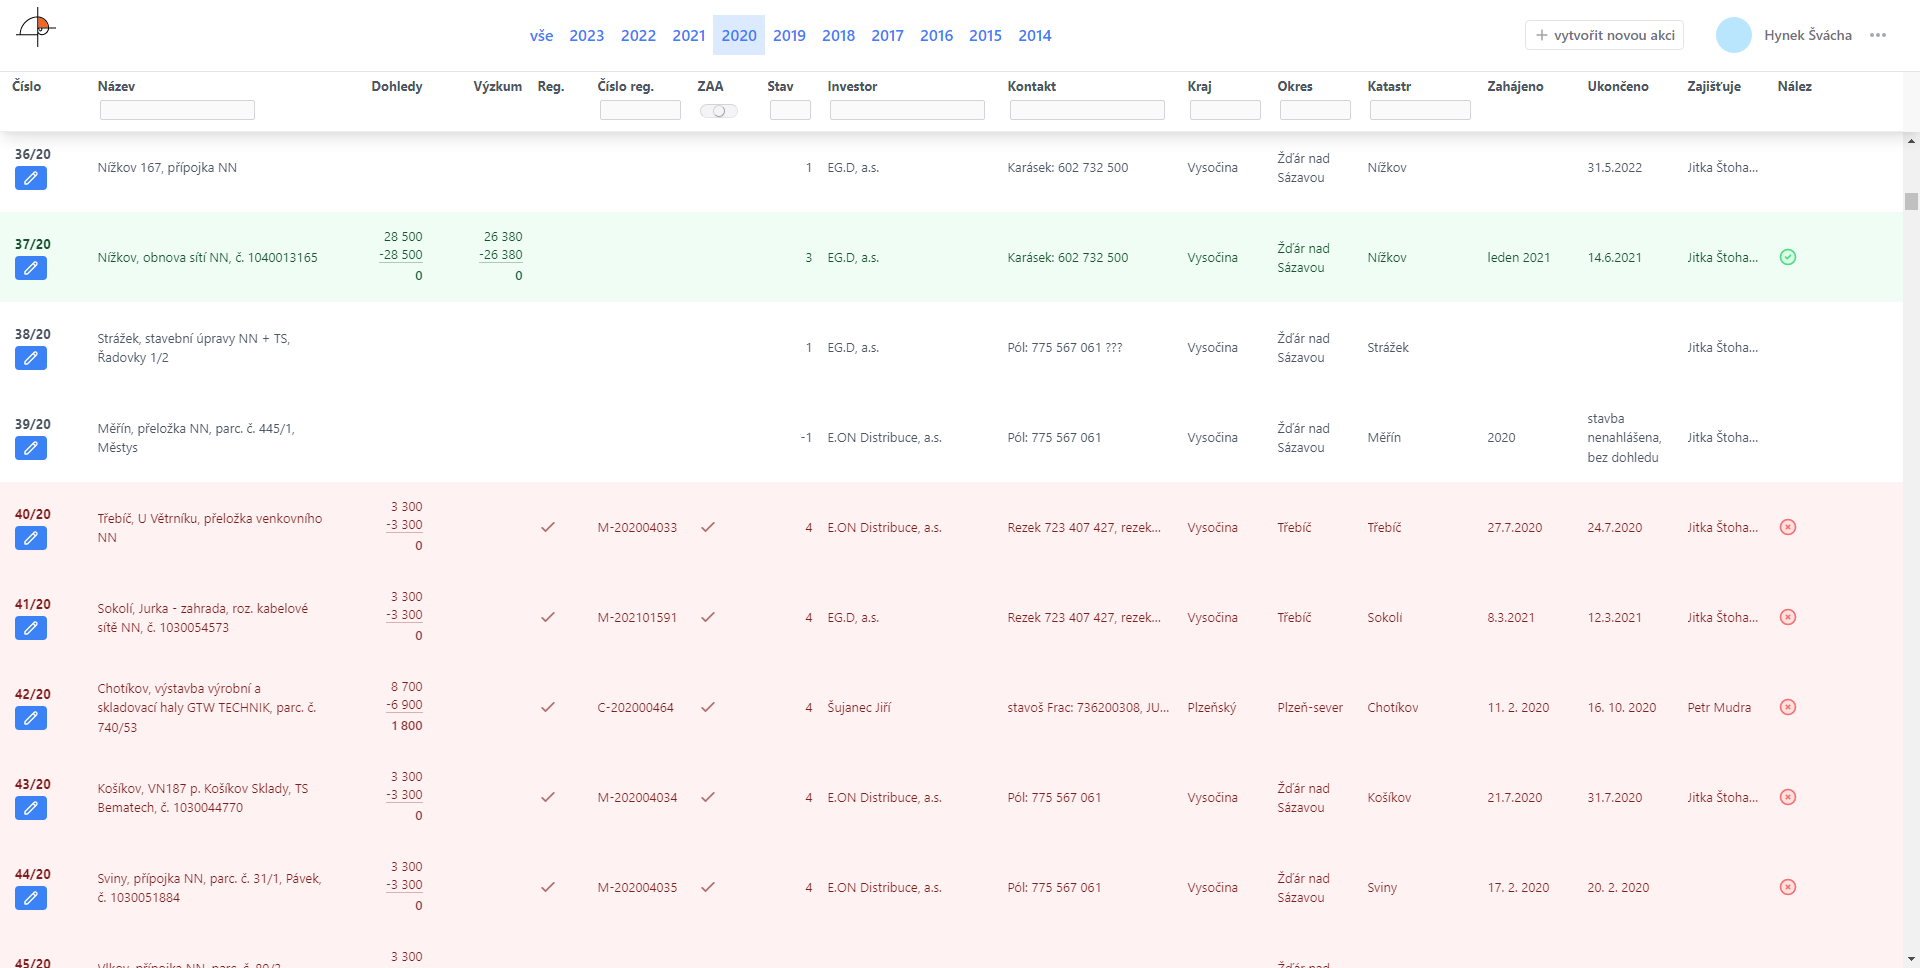 vše 2023 2022 2021 2020 2019 2018 2017 2016 2015 2014
vytvořit novou akci
Hynek Švácha
Číslo Název Dohledy Výzkum Reg. Číslo reg. ZAA Stav Investor Kontakt Kraj Okres Katastr Zahájeno Ukončeno Zajišťuje Nález
36/20
Nížkov 167, přípojka NN
1
EG.D, a.s.
Karásek: 602 732 500
Vysočina
Žďár nad
Sázavou
Nížkov
31.5.2022
Jitka Štoha...
37/20
Nížkov, obnova sítí NN, č. 1040013165
28 500
-28 500
0
26 380
-26 380
0
3
EG.D, a.s.
Karásek: 602 732 500
Vysočina
Žďár nad
Sázavou
Nížkov
leden 2021
14.6.2021
Jitka Štoha...
38/20
Strážek, stavební úpravy NN + TS,
Řadovky 1/2
1
EG.D, a.s.
Pól: 775 567 061 ???
Vysočina
Žďár nad
Sázavou
Strážek
Jitka Štoha...
39/20
Měřín, přeložka NN, parc. č. 445/1,
Městys
-1
E.ON Distribuce, a.s.
Pól: 775 567 061
Vysočina
Žďár nad
Sázavou
Měřín
2020
stavba
nenahlášena,
bez dohledu
Jitka Štoha...
40/20
Třebíč, U Větrníku, přeložka venkovního
NN
3 300
-3 300
0
M-202004033
4
E.ON Distribuce, a.s.
Rezek 723 407 427, rezek...
Vysočina
Třebíč
Třebíč
27.7.2020
24.7.2020
Jitka Štoha...
41/20
Sokolí, Jurka - zahrada, roz. kabelové
sítě NN, č. 1030054573
3 300
-3 300
0
M-202101591
4
EG.D, a.s.
Rezek 723 407 427, rezek...
Vysočina
Třebíč
Sokolí
8.3.2021
12.3.2021
Jitka Štoha...
42/20
Chotíkov, výstavba výrobní a
skladovací haly GTW TECHNIK, parc. č.
740/53
8 700
-6 900
1 800
C-202000464
4
Šujanec Jiří
stavoš Frac: 736200308, JU...
Plzeňský
Plzeň-sever
Chotíkov
11. 2. 2020
16. 10. 2020
Petr Mudra
43/20
Košíkov, VN187 p. Košíkov Sklady, TS
Bematech, č. 1030044770
3 300
-3 300
0
M-202004034
4
E.ON Distribuce, a.s.
Pól: 775 567 061
Vysočina
Žďár nad
Sázavou
Košíkov
21.7.2020
31.7.2020
Jitka Štoha...
44/20
Sviny, přípojka NN, parc. č. 31/1, Pávek,
č. 1030051884
3 300
-3 300
0
M-202004035
4
E.ON Distribuce, a.s.
Pól: 775 567 061
Vysočina
Žďár nad
Sázavou
Sviny
17. 2. 2020
20. 2. 2020
45/20
Vlkov, přípojka NN, parc. č.
3 300
Žďár nad